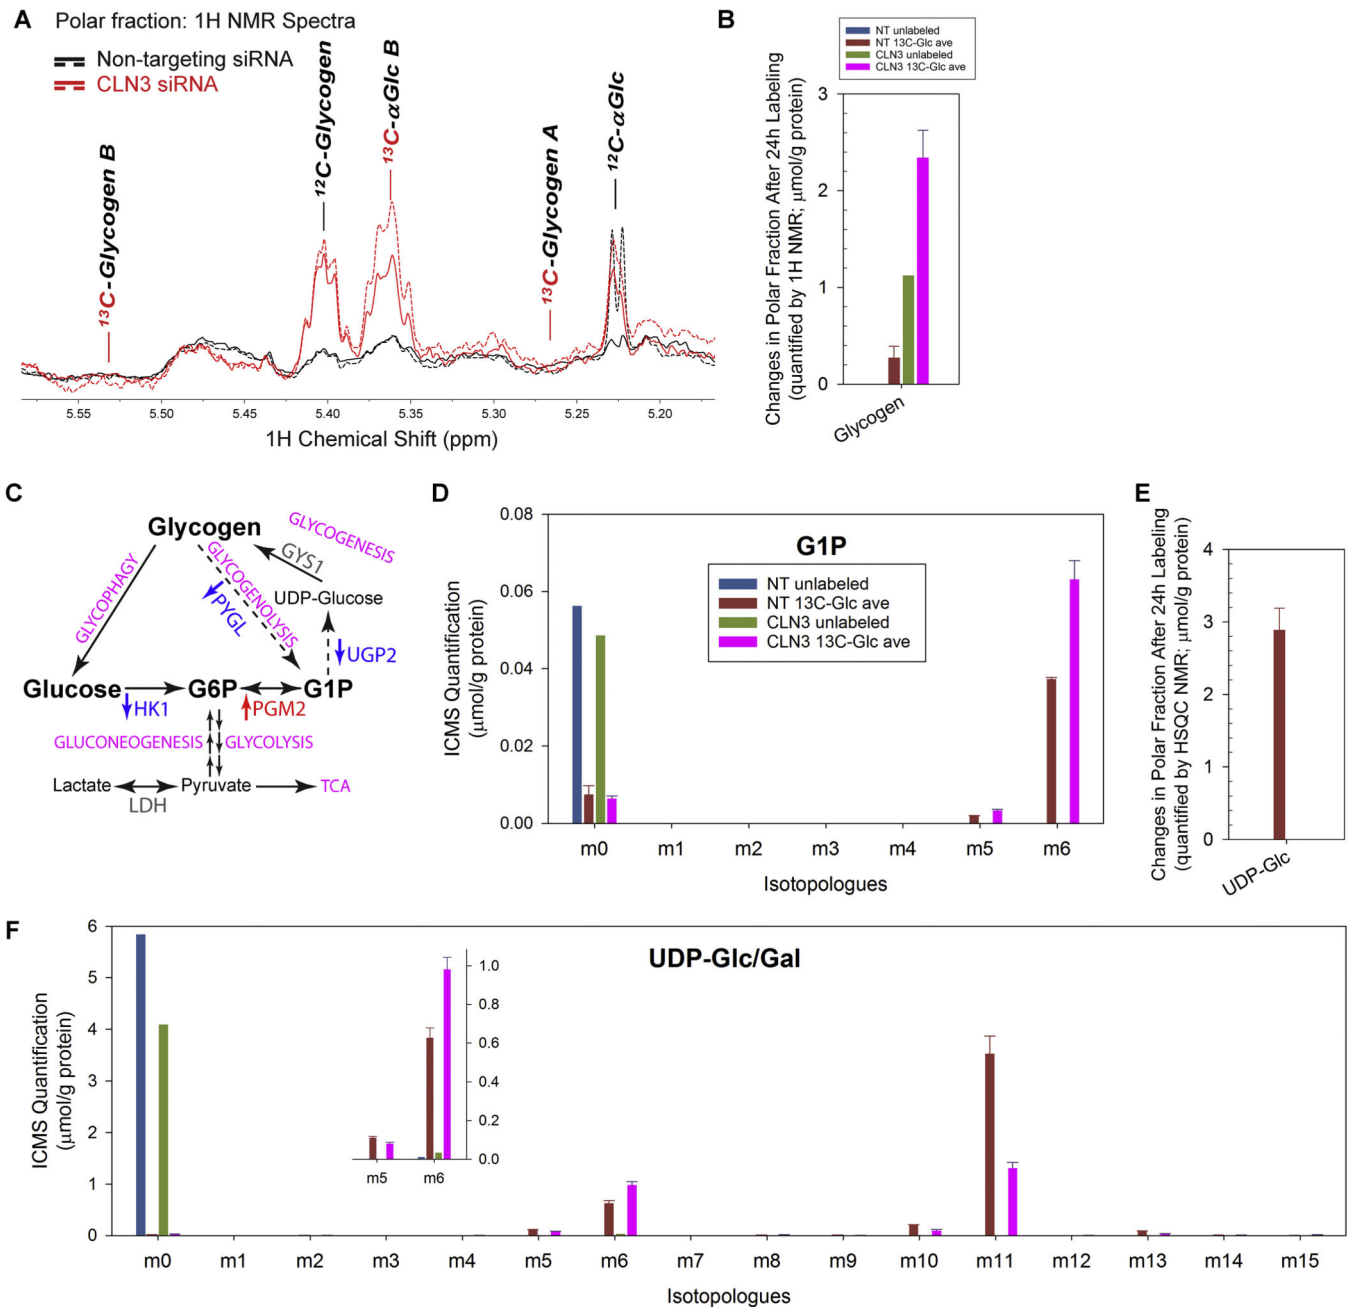 A Polar fraction: 1H NMR Spectra
Non-targeting siRNA
CLN3 siRNA
13C-Glycogen B
12C-Glycogen
13C-αGlc B
13C-Glycogen A
12C-αGlc
5.55 5.50 5.45 5.40 5.35 5.30 5.25 5.20
1H Chemical Shift (ppm)
B
NT unlabeled
NT 13C-Glc ave
CLN3 unlabeled
CLN3 13C-Glc ave
Changes in Polar Fraction After 24h Labeling
(quantified by 1H NMR; μmol/g protein)
3
2
1
0
Glycogen
C
Glycogen
GLYCOGENESIS
GYS1
UDP-Glucose
GLYCOPHAGY
GLYCOGENOLYSIS
PYGL
UGP2
Glucose G6P G1P
HK1 PGM2
GLUCONEOGENESIS GLYCOLYSIS
Lactate Pyruvate TCA
LDH
D
G1P
NT unlabeled
NT 13C-Glc ave
CLN3 unlabeled
CLN3 13C-Glc ave
ICMS Quantification
(μmol/g protein)
0.08
0.06
0.04
0.02
0.00
m0 m1 m2 m3 m4 m5 m6
Isotopologues
E
Changes in Polar Fraction After 24h Labeling
(quantified by HSQC NMR; μmol/g protein)
4
3
2
1
0
UDP-Glc
F
UDP-Glc/Gal
ICMS Quantification
(μmol/g protein)
6
5
4
3
2
1
0
1.0
0.8
0.6
0.4
0.2
0.0
m5 m6
m0 m1 m2 m3 m4 m5 m6 m7 m8 m9 m10 m11 m12 m13 m14 m15
Isotopologues